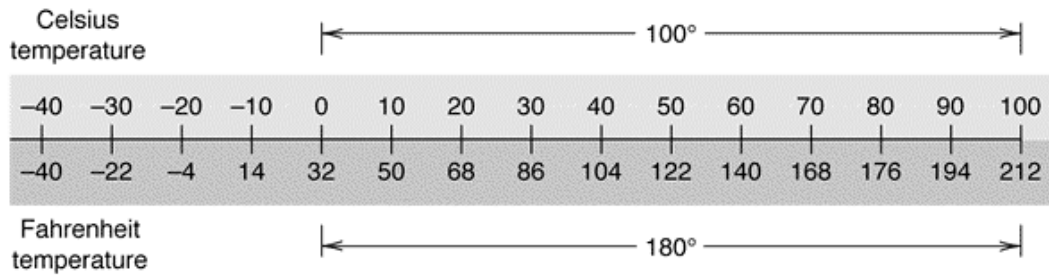 Celsius
temperature
100°
–40 –30 –20 –10 0 10 20 30 40 50 60 70 80 90 100
–40 –22 –4 14 32 50 68 86 104 122 140 168 176 194 212
Fahrenheit
temperature
180°